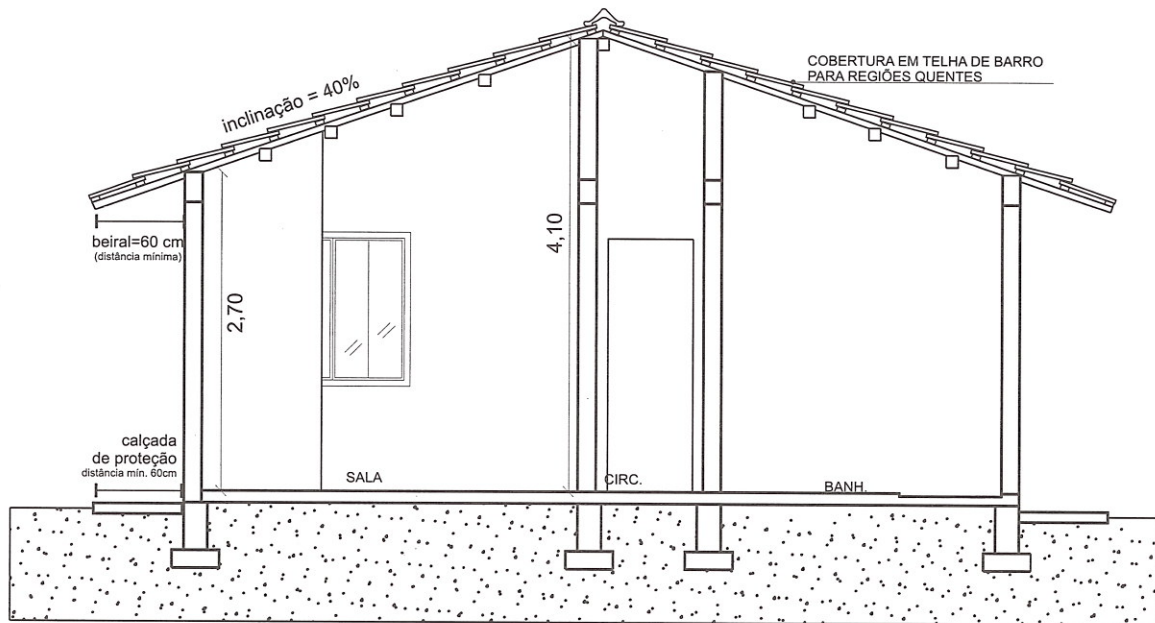 COBERTURA EM TELHA DE BARRO
PARA REGIÕES QUENTES
inclinação = 40%
beiral=60 cm
(distância mínima)
2,70
4,10
calçada
de proteção
distância mín. 60cm
SALA
CIRC.
BANH.